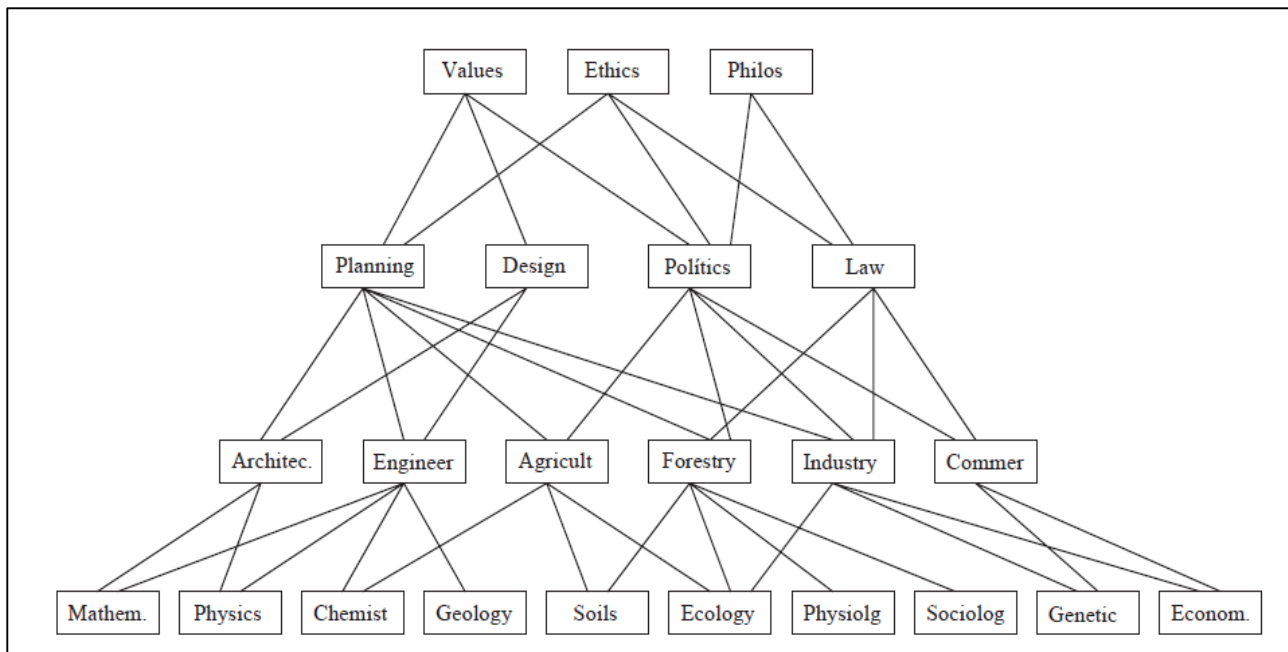 Values Ethics Philos
Planning Design Polítics Law
Architec. Engineer Agricult Forestry Industry Commer
Mathem. Physics Chemist Geology Soils Ecology Physiolg Sociolog Genetic Econom.